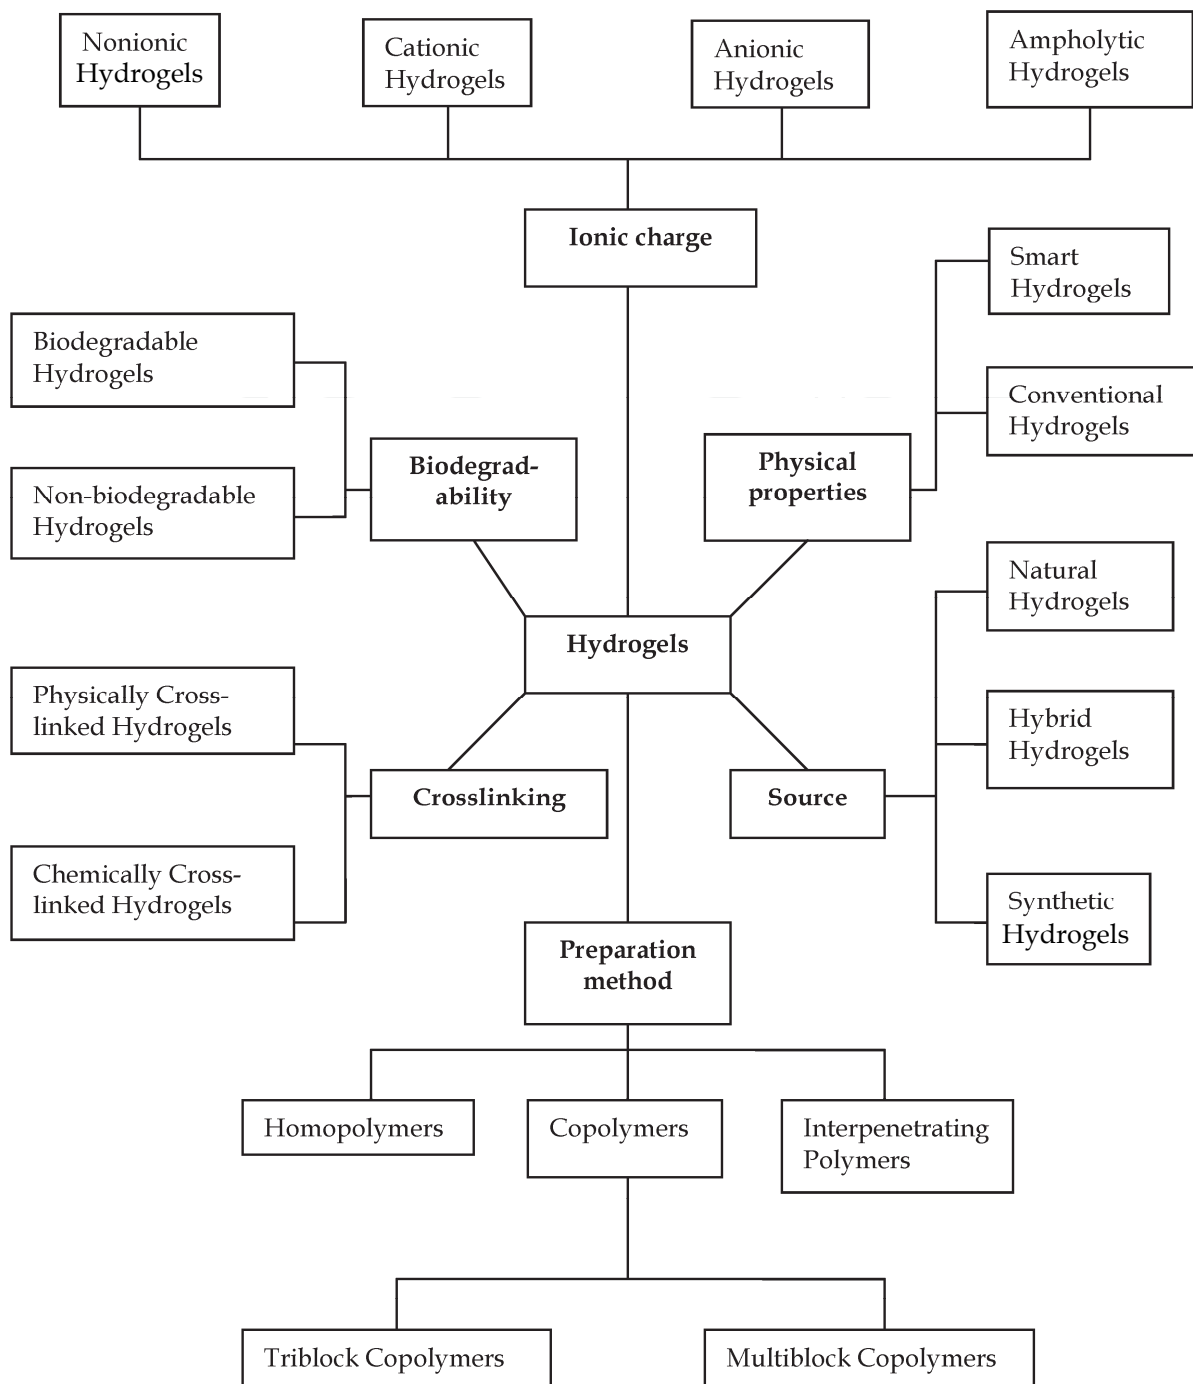 Nonionic
Hydrogels
Cationic
Hydrogels
Anionic
Hydrogels
Ampholytic
Hydrogels
Ionic charge
Smart
Hydrogels
Biodegradable
Hydrogels
Conventional
Hydrogels
Biodegrad-
ability
Physical
properties
Non-biodegradable
Hydrogels
Natural
Hydrogels
Hydrogels
Physically Cross-
linked Hydrogels
Hybrid
Hydrogels
Crosslinking
Source
Chemically Cross-
linked Hydrogels
Synthetic
Hydrogels
Preparation
method
Homopolymers
Copolymers
Interpenetrating
Polymers
Triblock Copolymers
Multiblock Copolymers